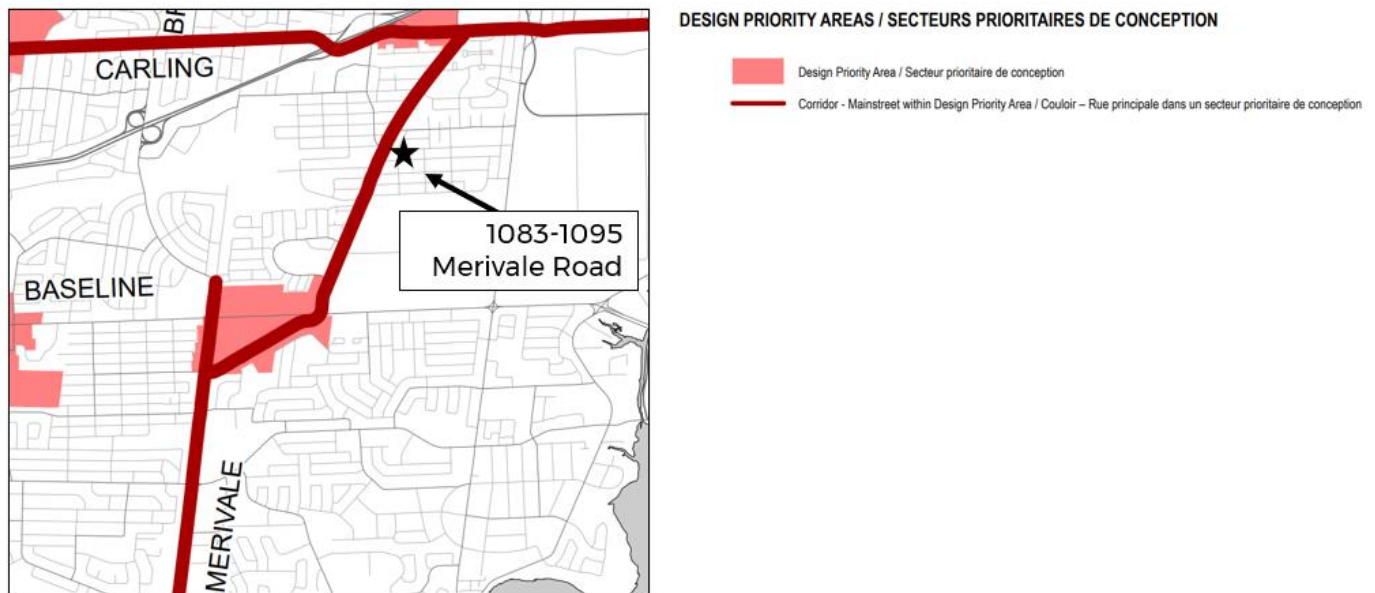 BR
CARLING
1083-1095
Merivale Road
BASELINE
MERIVALE
DESIGN PRIORITY AREAS / SECTEURS PRIORITAIRES DE CONCEPTION
Design Priority Area / Secteur prioritaire de conception
Corridor - Mainstreet within Design Priority Area / Couloir – Rue principale dans un secteur prioritaire de conception